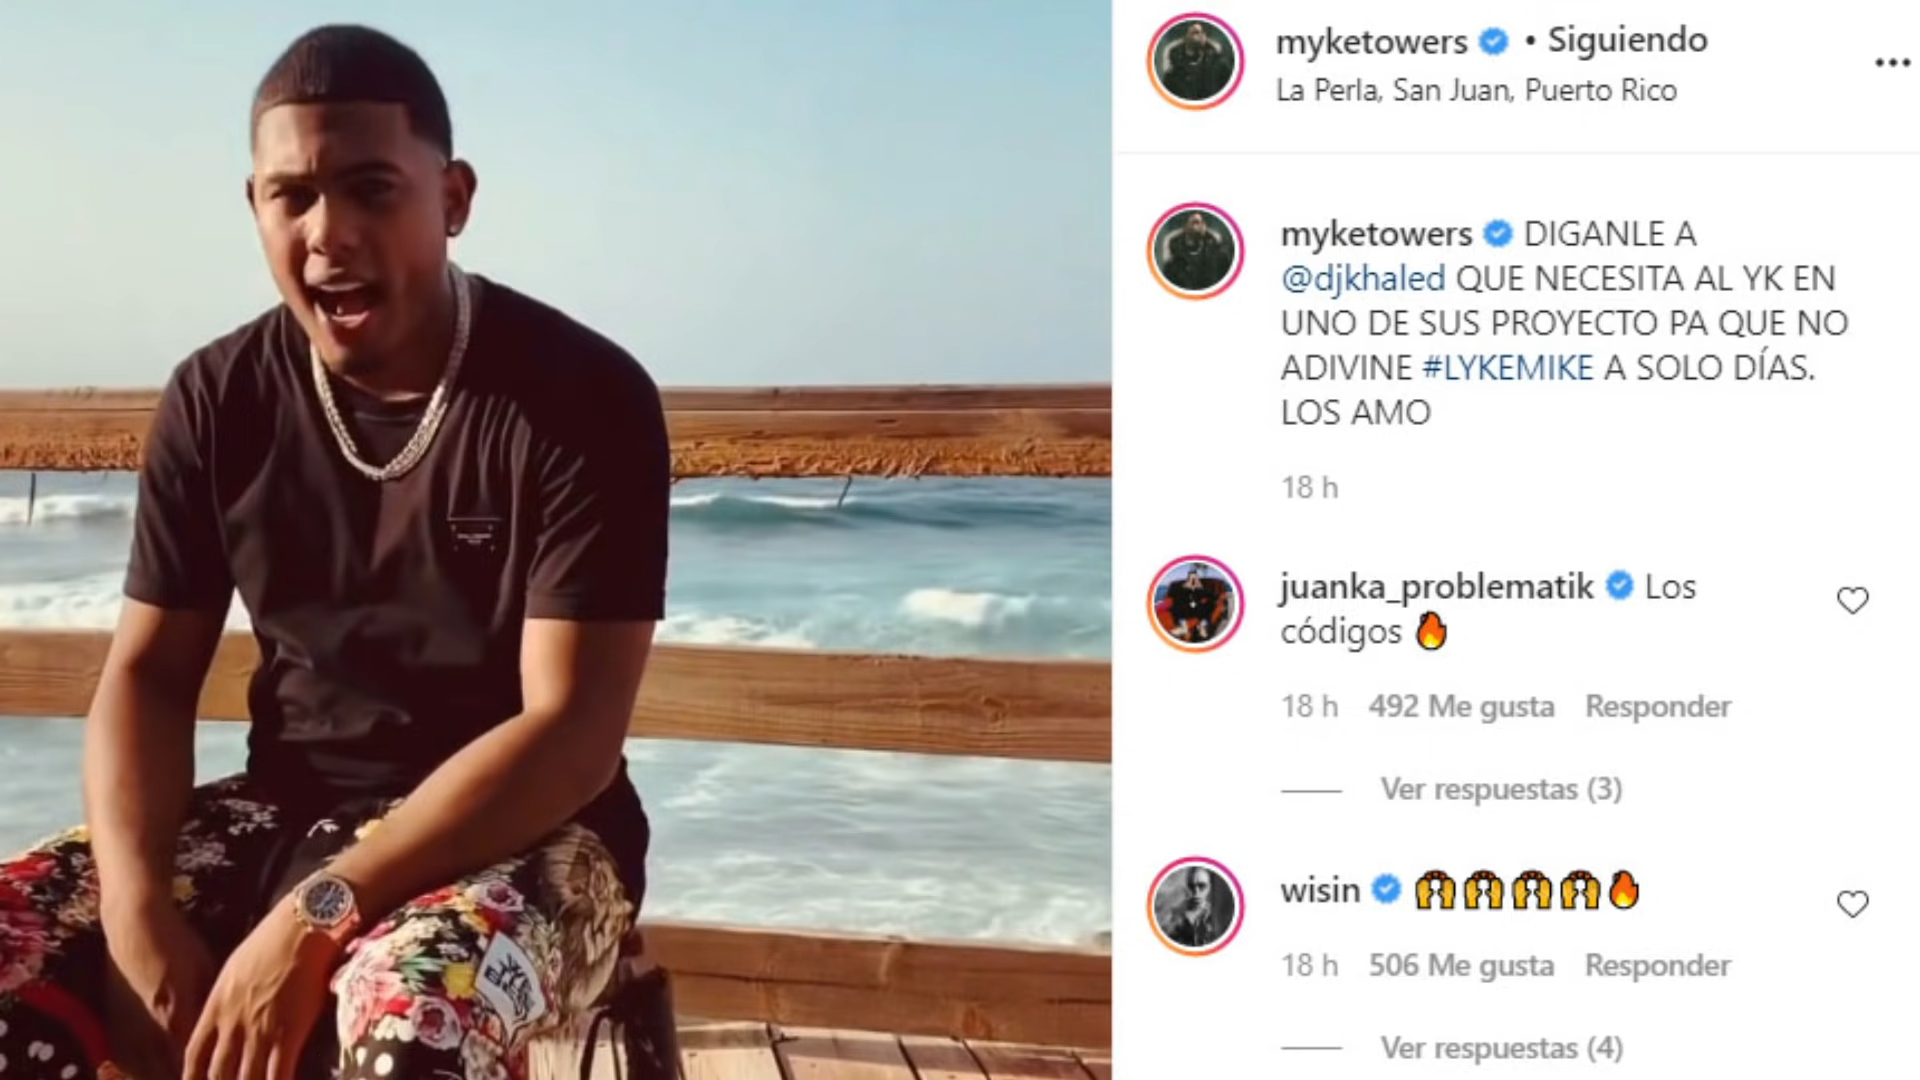 myketowers • Siguiendo
La Perla, San Juan, Puerto Rico
myketowers DIGANLE A
@djkhaled QUE NECESITA AL YK EN
UNO DE SUS PROYECTO PA QUE NO
ADIVINE #LYKEMIKE A SOLO DÍAS.
LOS AMO
18 h
juanka_problematik Los
códigos 🔥
18 h 492 Me gusta Responder
Ver respuestas (3)
wisin 🙌🙌🙌🙌🔥
18 h 506 Me gusta Responder
Ver respuestas (4)